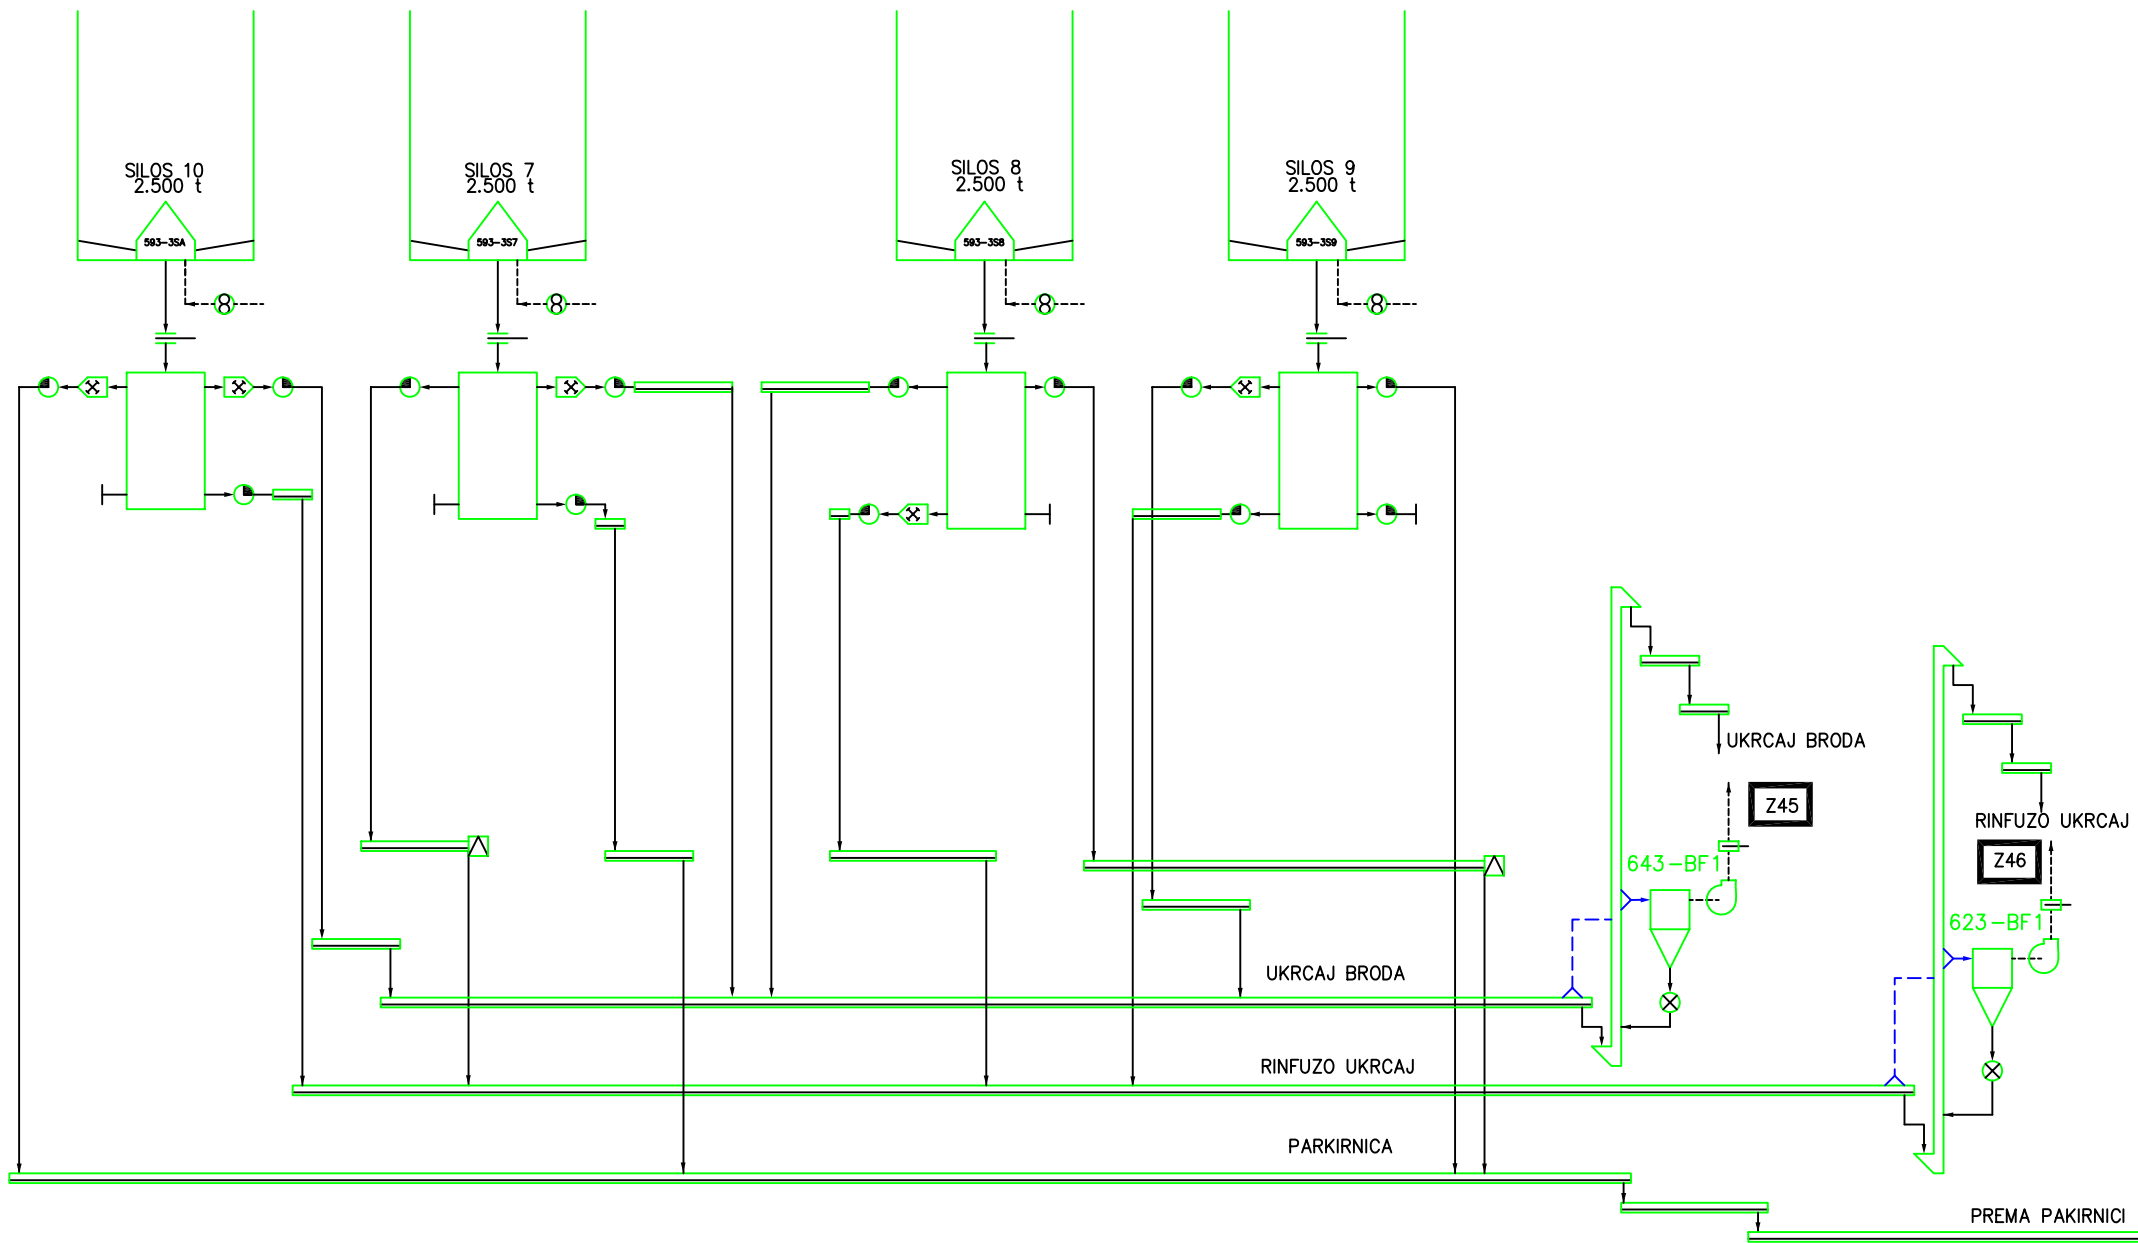 SILOS 10
2.500 t
SILOS 7
2.500 t
SILOS 8
2.500 t
SILOS 9
2.500 t
593-3SA
593-3S7
593-3S8
593-3S9
UKRCAJ BRODA
Z45
RINFUZO UKRCAJ
643-BF1
Z46
623-BF1
UKRCAJ BRODA
RINFUZO UKRCAJ
PARKIRNICA
PREMA PAKIRNICI